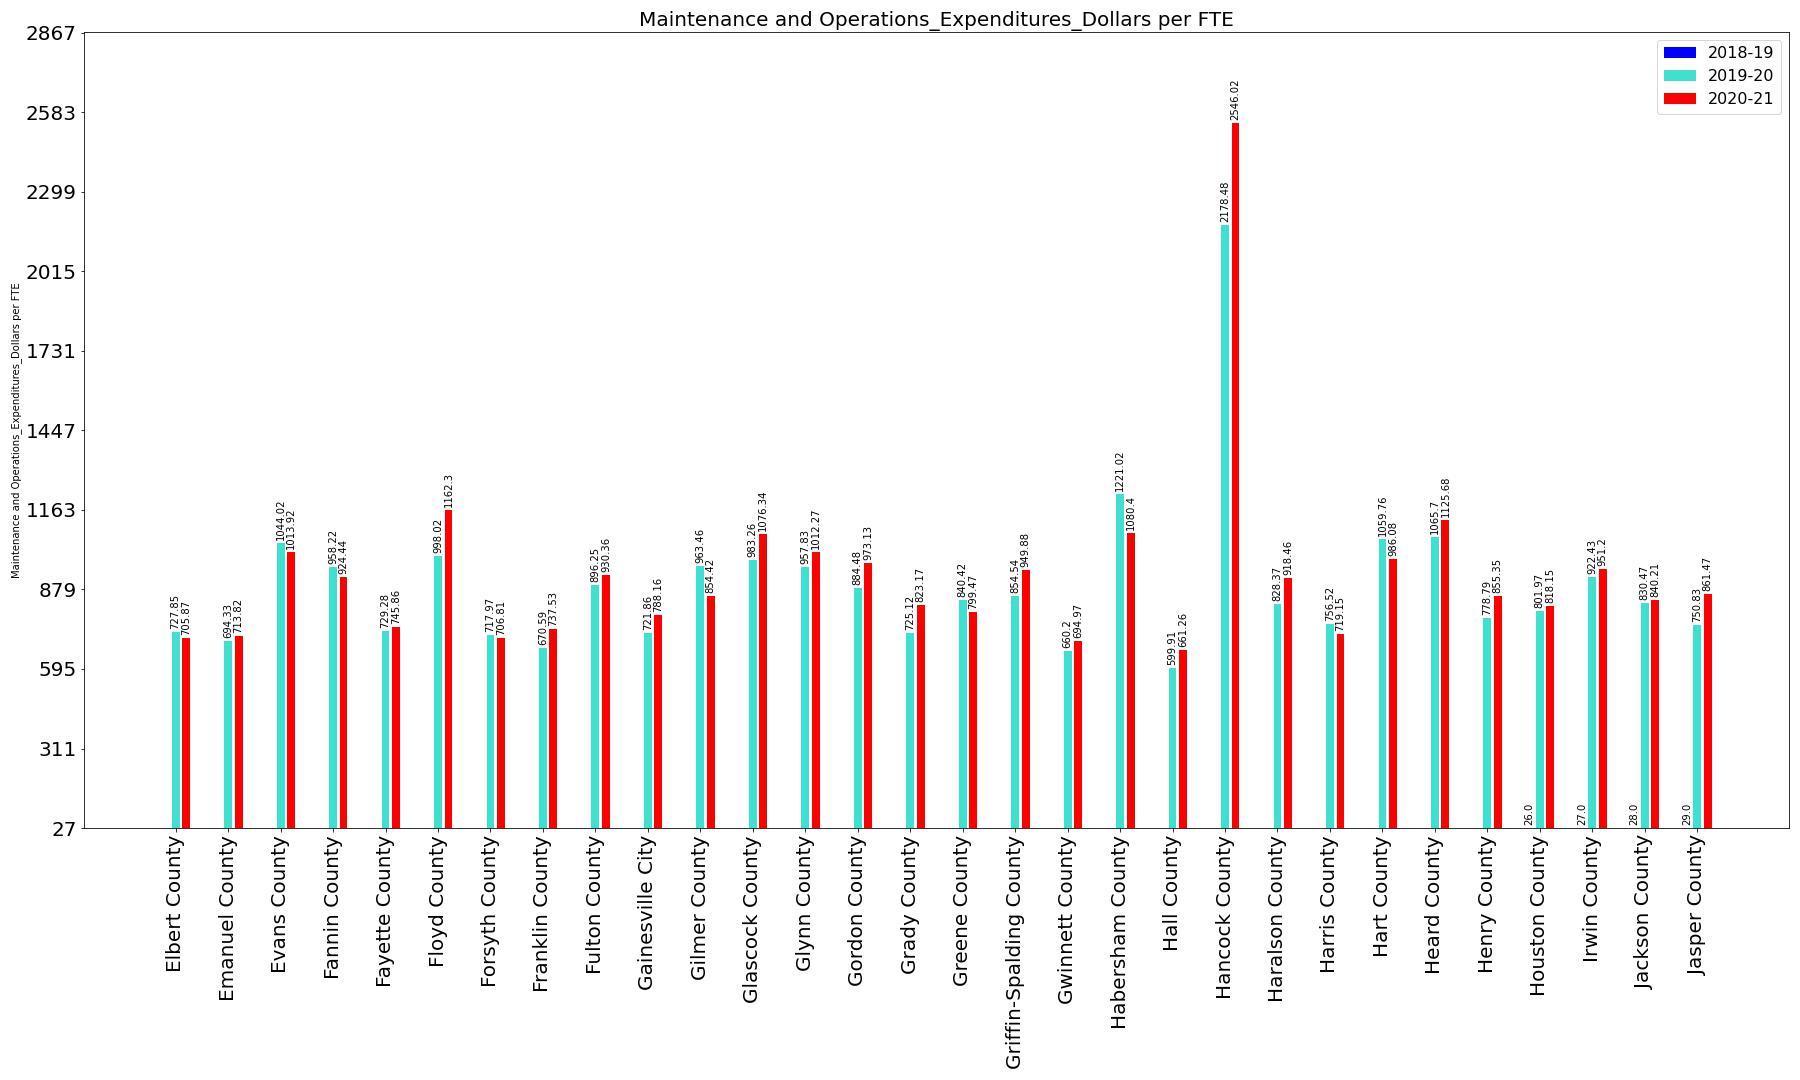 Maintenance and Operations_Expenditures_Dollars per FTE
2018-19
2019-20
2020-21
Maintenance and Operations_Expenditures_Dollars per FTE
2867
2583
2299
2015
1731
1447
1163
879
595
311
27
727.85
705.87
694.33
713.82
1044.02
1013.92
958.22
924.44
729.28
745.86
998.02
1162.3
717.97
706.81
670.59
737.53
896.25
930.36
721.86
788.16
963.46
854.42
983.26
1076.34
957.83
1012.27
884.48
973.13
725.12
823.17
840.42
799.47
854.54
949.88
660.2
694.97
1221.02
1080.4
599.91
661.26
2178.48
2546.02
828.37
918.46
756.52
719.15
1059.76
986.08
1065.7
1125.68
778.79
855.35
26.0
801.97
818.15
27.0
922.43
951.2
28.0
830.47
840.21
29.0
750.83
861.47
Elbert County
Emanuel County
Evans County
Fannin County
Fayette County
Floyd County
Forsyth County
Franklin County
Fulton County
Gainesville City
Gilmer County
Glascock County
Glynn County
Gordon County
Grady County
Greene County
Griffin-Spalding County
Gwinnett County
Habersham County
Hall County
Hancock County
Haralson County
Harris County
Hart County
Heard County
Henry County
Houston County
Irwin County
Jackson County
Jasper County